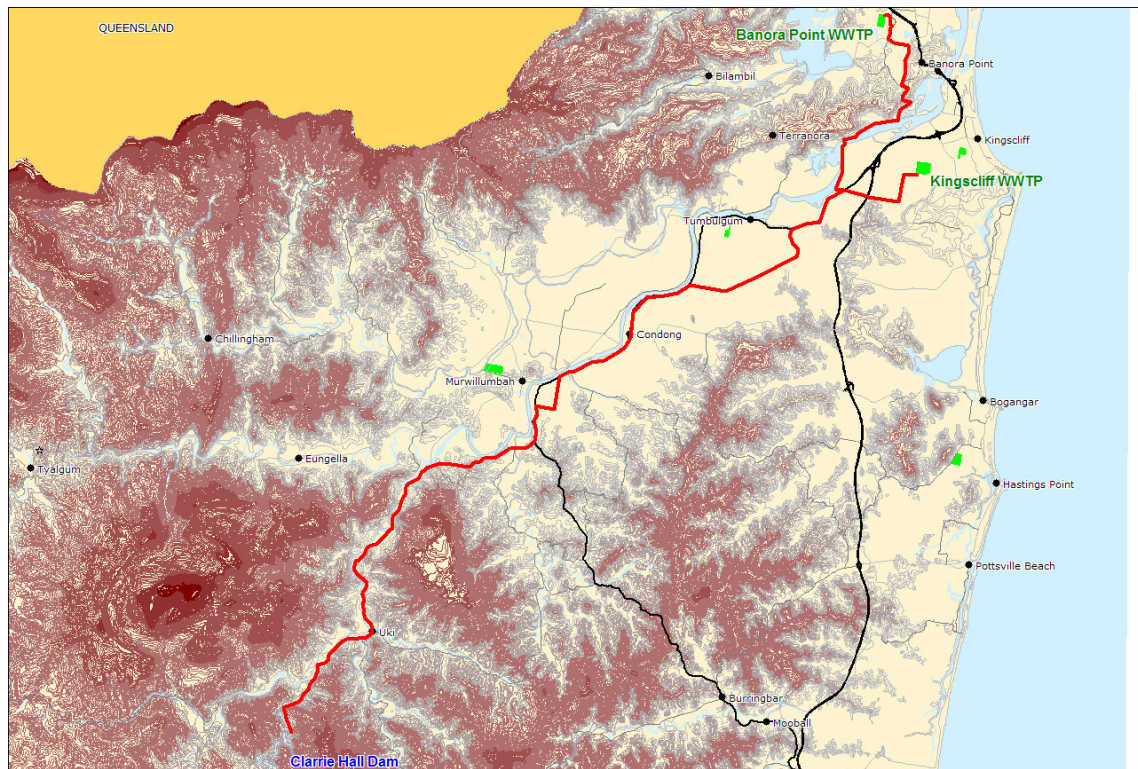 QUEENSLAND
Banora Point WWTP
Banora Point
Bilambil
Terranora
Kingscliff
Kingscliff WWTP
Tumbulgum
Condong
Chillingham
Murwillumbah
Bogangar
Eungella
Tyalgum
Hastings Point
Pottsville Beach
Uki
Burringbar
Mooball
Clarrie Hall Dam